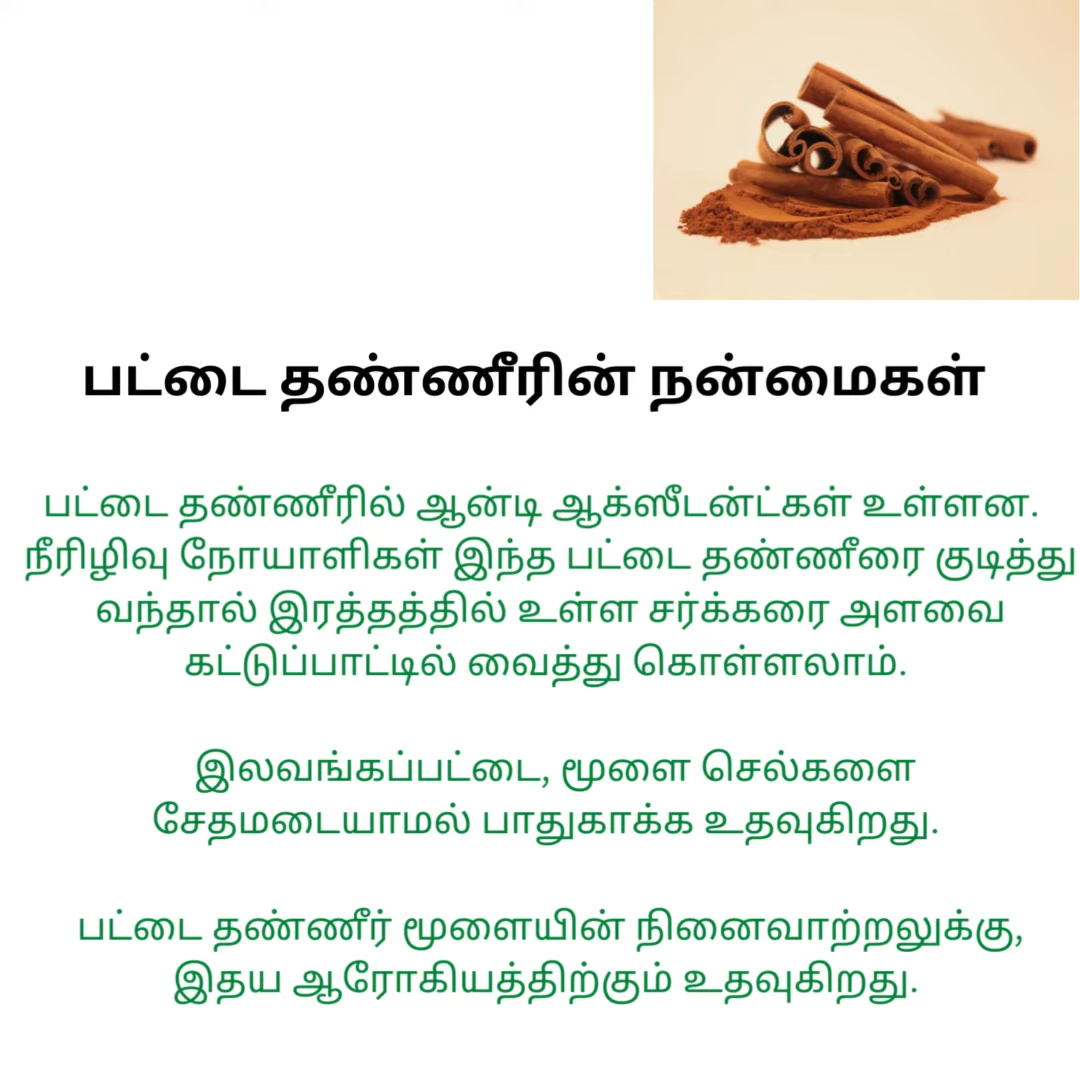 பட்டை தண்ணீரின் நன்மைகள்
பட்டை தண்ணீரில் ஆன்டி ஆக்ஸீடன்ட்கள் உள்ளன.
நீரிழிவு நோயாளிகள் இந்த பட்டை தண்ணீரை குடித்து
வந்தால் இரத்தத்தில் உள்ள சர்க்கரை அளவை
கட்டுப்பாட்டில் வைத்து கொள்ளலாம்.
இலவங்கப்பட்டை, மூளை செல்களை
சேதமடையாமல் பாதுகாக்க உதவுகிறது.
பட்டை தண்ணீர் மூளையின் நினைவாற்றலுக்கு,
இதய ஆரோகியத்திற்கும் உதவுகிறது.